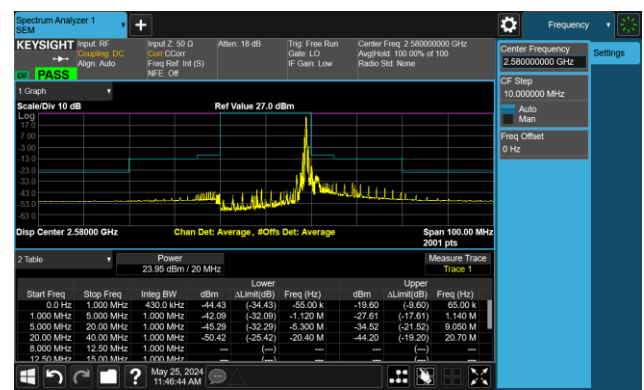 Spectrum Analyzer 1
SEM
+
Frequency
KEYSIGHT
Input: RF
Coupling: DC
Align: Auto
Input Z: 50 Ω
Corr CCorr
Freq Ref: Int (S)
NFE: Off
Atten: 18 dB
Trig: Free Run
Gate: LO
IF Gain: Low
Center Freq: 2.580000000 GHz
Avg|Hold: 100.00% of 100
Radio Std: None
PASS
Center Frequency
2.580000000 GHz
Settings
CF Step
10.000000 MHz
Auto
Man
Freq Offset
0 Hz
1 Graph
Scale/Div 10 dB
Ref Value 27.0 dBm
Log
17.0
7.00
-3.00
-13.0
-23.0
-33.0
-43.0
-53.0
-63.0
Disp Center 2.58000 GHz
Chan Det: Average, #Offs Det: Average
Span 100.00 MHz
2001 pts
2 Table
Power
23.95 dBm / 20 MHz
Measure Trace
Trace 1
Lower Upper
Start Freq Stop Freq Integ BW dBm ΔLimit(dB) Freq (Hz) dBm ΔLimit(dB) Freq (Hz)
0.0 Hz 1.000 MHz 430.0 kHz -44.43 (-34.43) -55.00 k -19.60 (-9.60) 65.00 k
1.000 MHz 5.000 MHz 1.000 MHz -42.09 (-32.09) -1.120 M -27.61 (-17.61) 1.140 M
5.000 MHz 20.00 MHz 1.000 MHz -45.29 (-32.29) -5.300 M -34.52 (-21.52) 9.050 M
20.00 MHz 40.00 MHz 1.000 MHz -50.42 (-25.42) -20.40 M -44.20 (-19.20) 20.70 M
8.000 MHz 12.50 MHz 1.000 MHz --- (---) --- --- (---) ---
12.50 MHz 15.00 MHz 1.000 MHz --- (---) --- --- (---) ---
?
May 25, 2024
11:46:44 AM